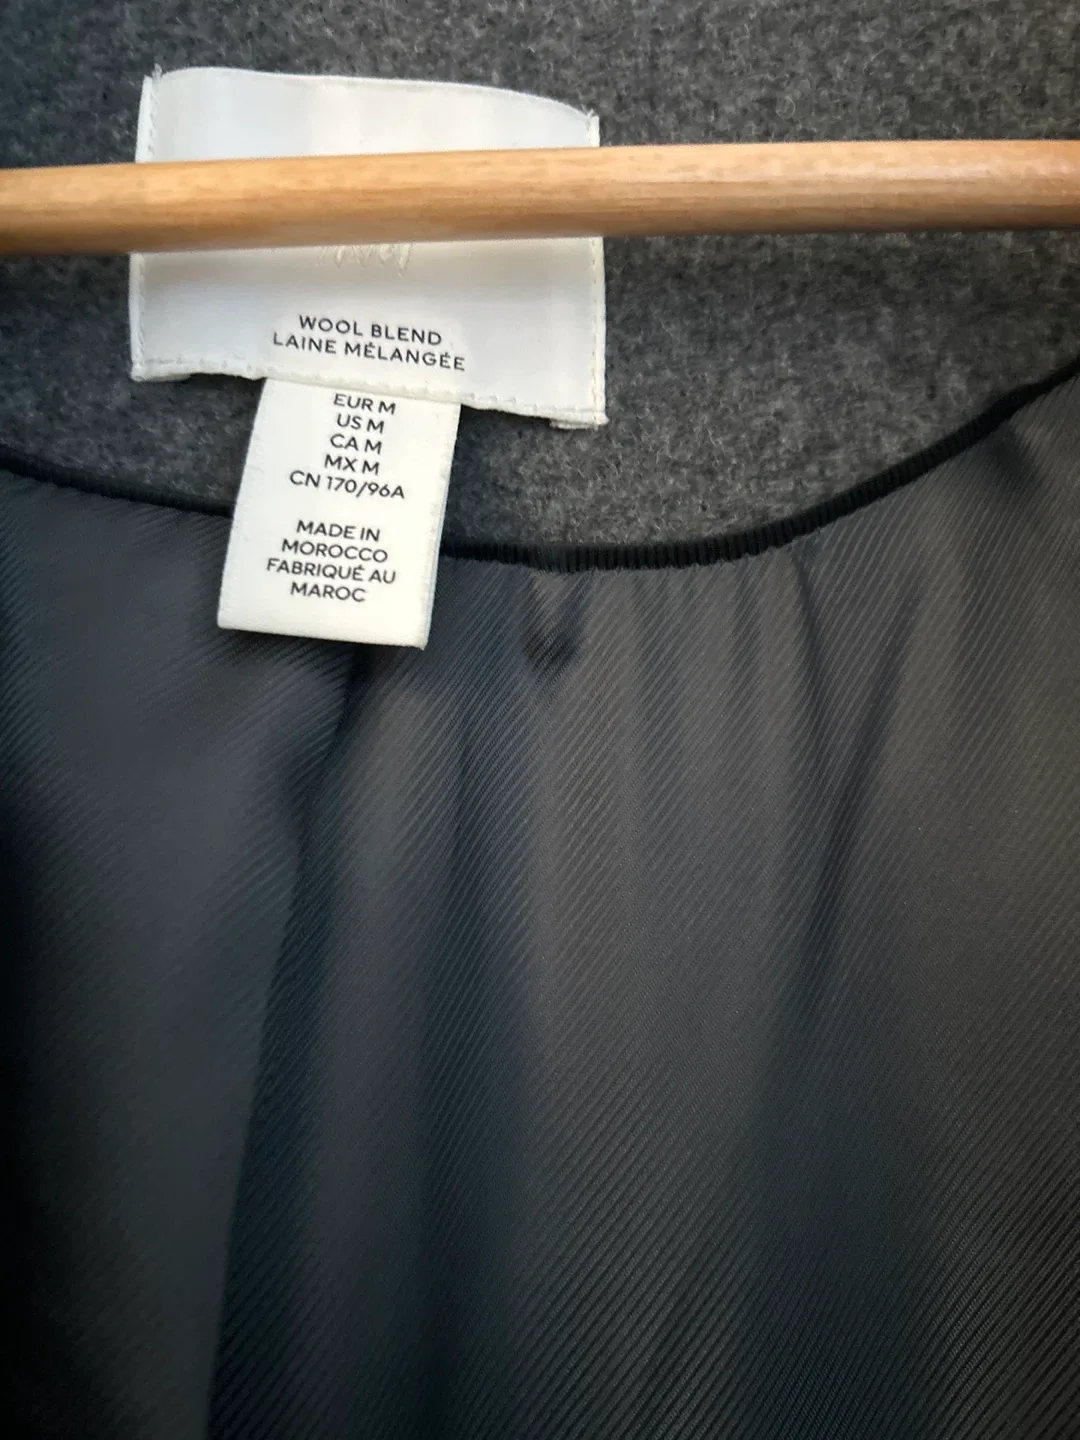 WOOL BLEND
LAINE MÉLANGÉE
EUR M
US M
CA M
MX M
CN 170/96A
MADE IN
MOROCCO
FABRIQUÉ AU
MAROC